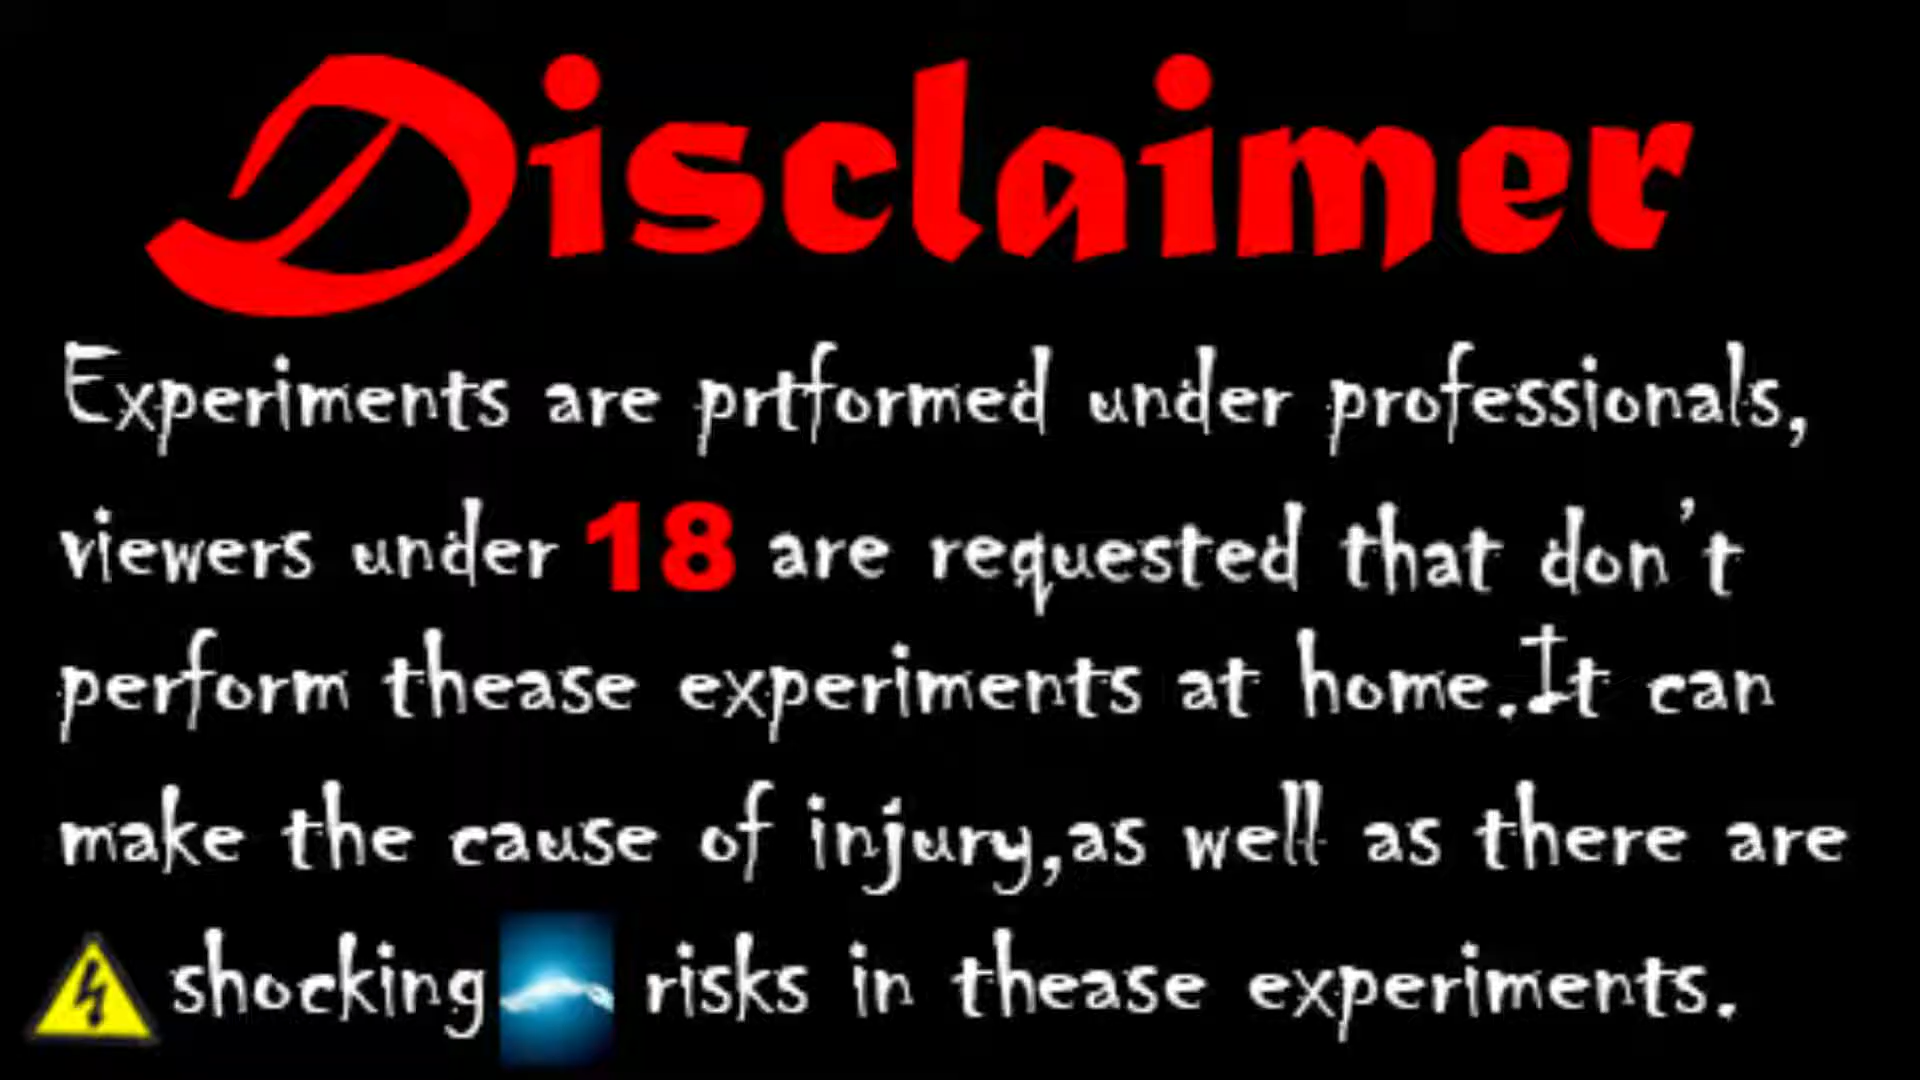 Disclaimer
Experiments are prtformed under professionals,
viewers under 18 are requested that don't
perform thease experiments at home.It can
make the cause of injury,as well as there are
shocking risks in thease experiments.